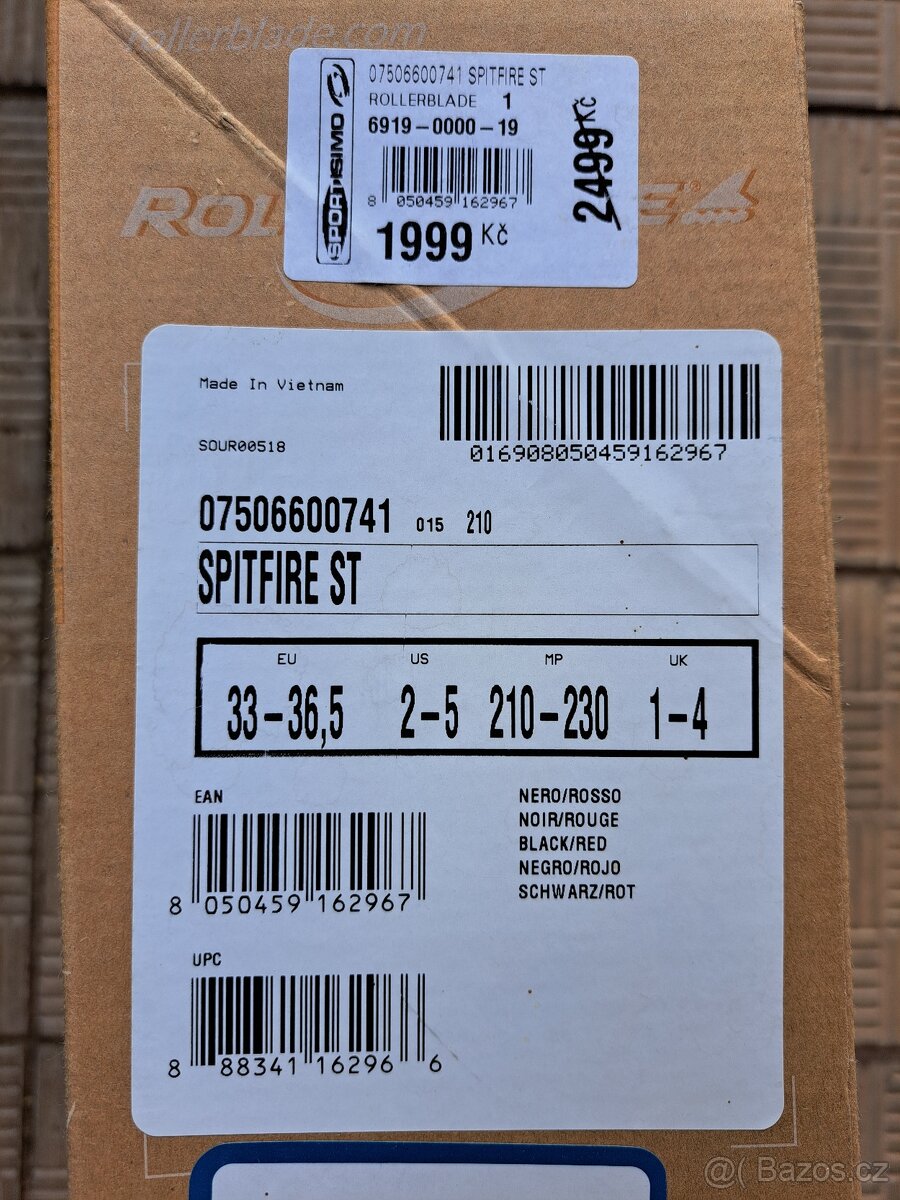 rollerblade.com
SPORTISIMO
07506600741 SPITFIRE ST
ROLLERBLADE 1
6919-0000-19
8 050459 162967
1999 Kč
2499 Kč
Made In Vietnam
SOUR00518
016908050459162967
07506600741 015 210
SPITFIRE ST
EU US MP UK
33-36,5 2-5 210-230 1-4
EAN
8 050459 162967
NERO/ROSSO
NOIR/ROUGE
BLACK/RED
NEGRO/ROJO
SCHWARZ/ROT
UPC
8 88341 16296 6
@( Bazos.cz